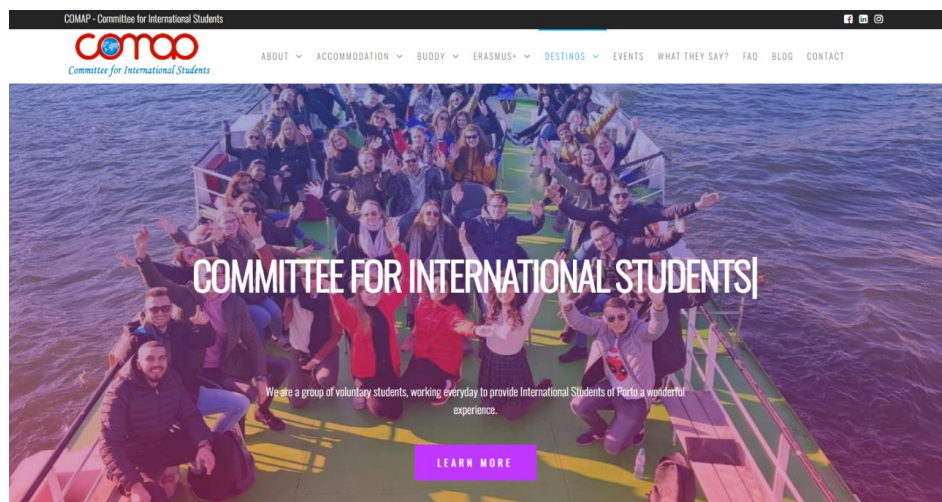 COMAP - Committee for International Students
comap
Committee for International Students
ABOUT ACCOMMODATION BUDDY ERASMUS+ DESTINOS EVENTS WHAT THEY SAY? FAQ BLOG CONTACT
COMMITTEE FOR INTERNATIONAL STUDENTS|
We are a group of voluntary students, working everyday to provide International Students of Porto a wonderful
experience.
LEARN MORE